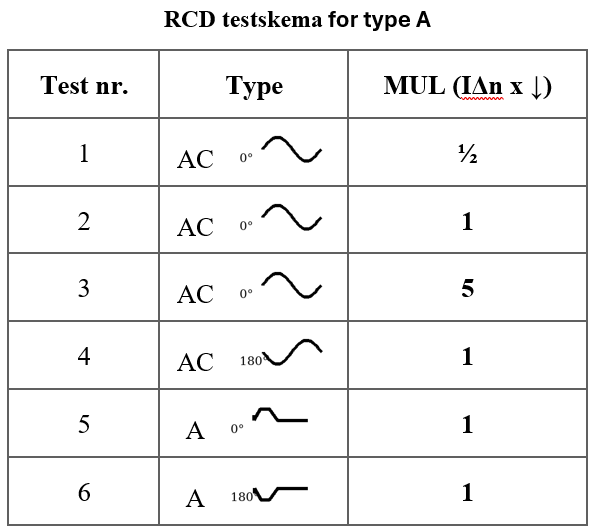 RCD testskema for type A
Test nr. Type MUL (IΔn x ↓)
1 AC 0° ½
2 AC 0° 1
3 AC 0° 5
4 AC 180° 1
5 A 0° 1
6 A 180° 1